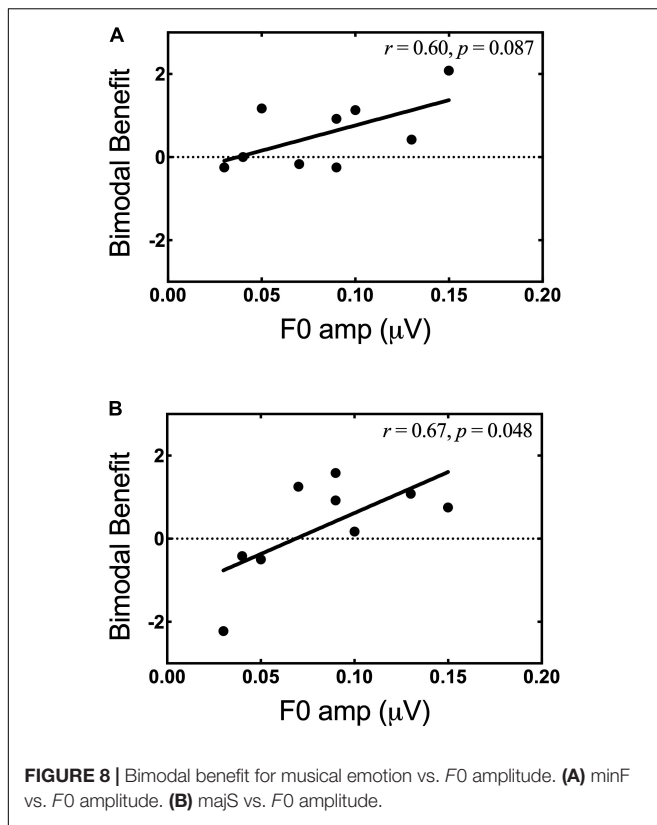 A
r = 0.60, p = 0.087
2
0
-2
Bimodal Benefit
0.00 0.05 0.10 0.15 0.20
F0 amp (µV)
B
r = 0.67, p = 0.048
2
0
-2
Bimodal Benefit
0.00 0.05 0.10 0.15 0.20
F0 amp (µV)
FIGURE 8 | Bimodal benefit for musical emotion vs. F0 amplitude. (A) minF
vs. F0 amplitude. (B) majS vs. F0 amplitude.